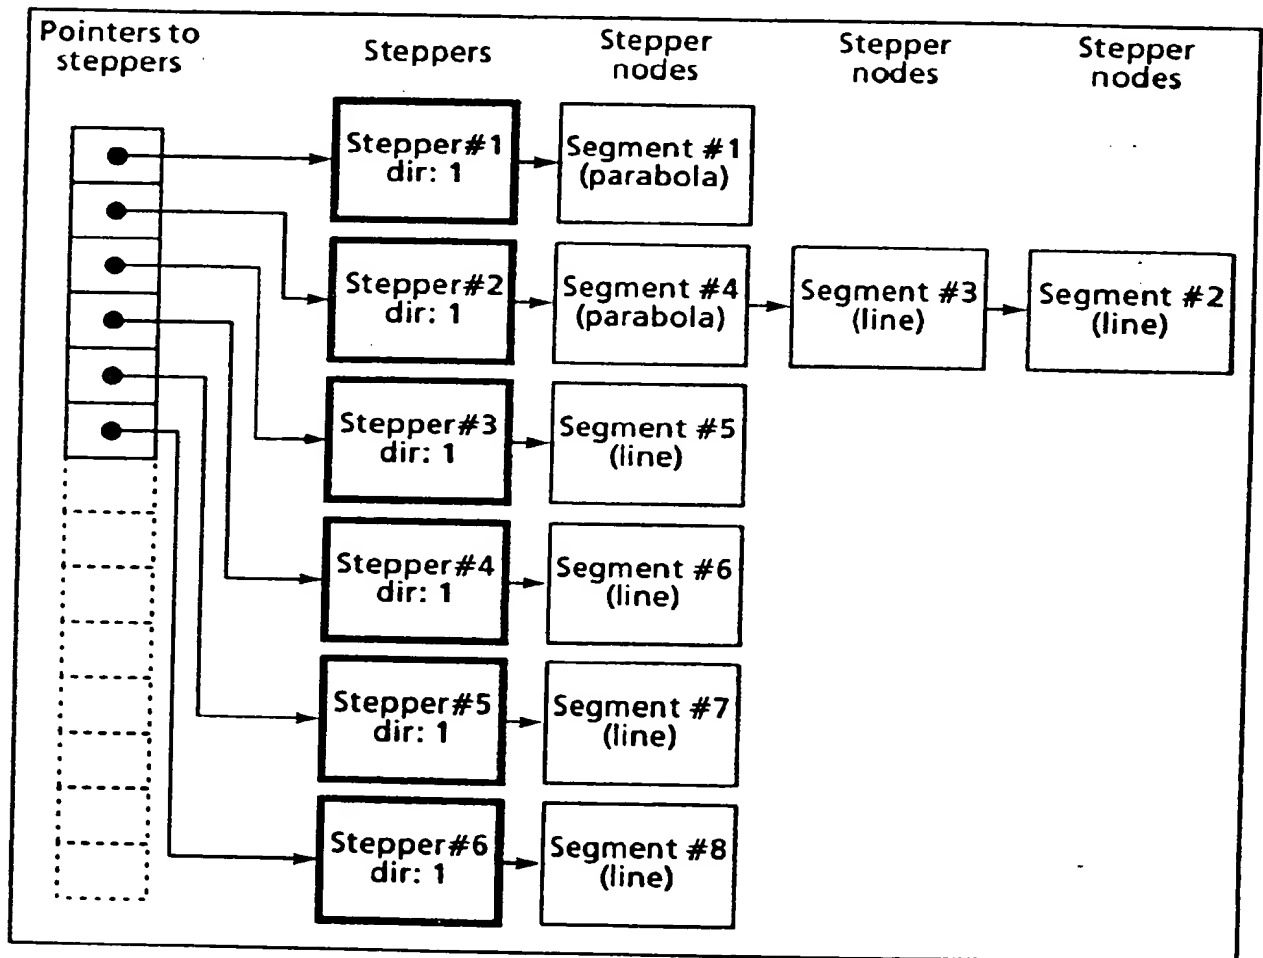 Pointers to
steppers
Steppers
Stepper
nodes
Stepper
nodes
Stepper
nodes
Stepper#1
dir: 1
Segment #1
(parabola)
Stepper#2
dir: 1
Segment #4
(parabola)
Segment #3
(line)
Segment #2
(line)
Stepper#3
dir: 1
Segment #5
(line)
Stepper#4
dir: 1
Segment #6
(line)
Stepper#5
dir: 1
Segment #7
(line)
Stepper#6
dir: 1
Segment #8
(line)